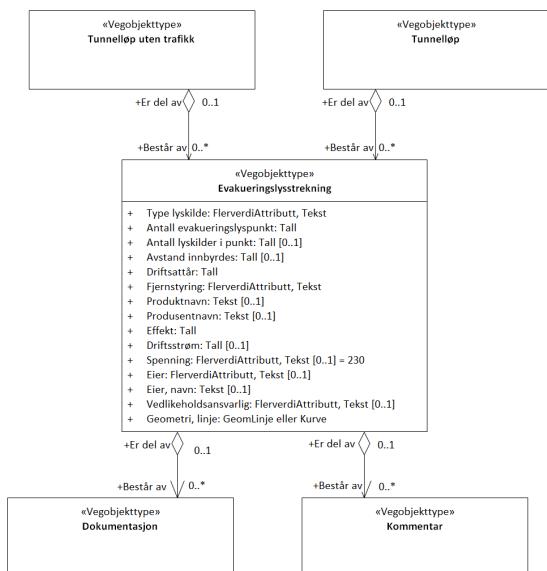 «Vegobjekttype»
Tunnelløp uten trafikk
«Vegobjekttype»
Tunnelløp
+Er del av 0..1
+Er del av 0..1
+Består av 0..*
+Består av 0..*
«Vegobjekttype»
Evakueringslysstrekning
+ Type lyskilde: FlerverdiAttributt, Tekst
+ Antall evakueringslyspunkt: Tall
+ Antall lyskilder i punkt: Tall [0..1]
+ Avstand innbyrdes: Tall [0..1]
+ Driftsattår: Tall
+ Fjernstyring: FlerverdiAttributt, Tekst
+ Produktnavn: Tekst [0..1]
+ Produsentnavn: Tekst [0..1]
+ Effekt: Tall
+ Driftsstrøm: Tall [0..1]
+ Spenning: FlerverdiAttributt, Tekst [0..1] = 230
+ Eier: FlerverdiAttributt, Tekst [0..1]
+ Eier, navn: Tekst [0..1]
+ Vedlikeholdsansvarlig: FlerverdiAttributt, Tekst [0..1]
+ Geometri, linje: GeomLinje eller Kurve
+Er del av 0..1
+Er del av 0..1
+Består av 0..*
+Består av 0..*
«Vegobjekttype»
Dokumentasjon
«Vegobjekttype»
Kommentar